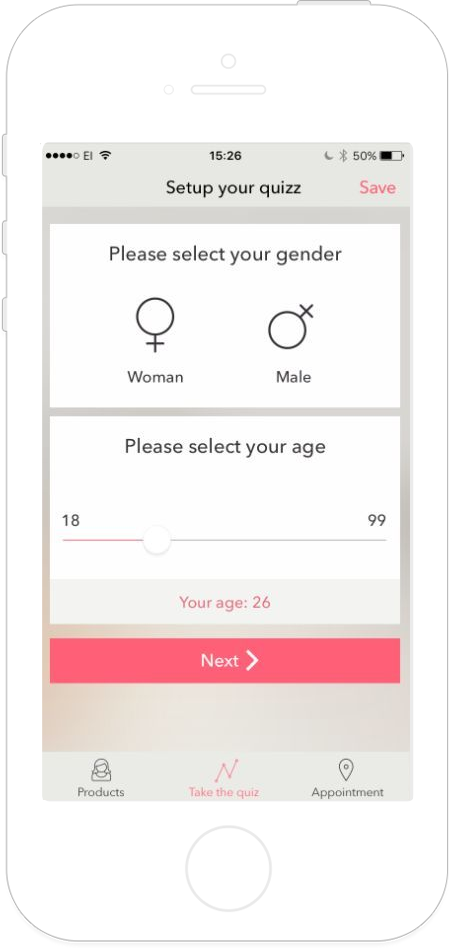 EI 15:26 50%
Setup your quizz Save
Please select your gender
Woman Male
Please select your age
18 99
Your age: 26
Next
Products Take the quiz Appointment